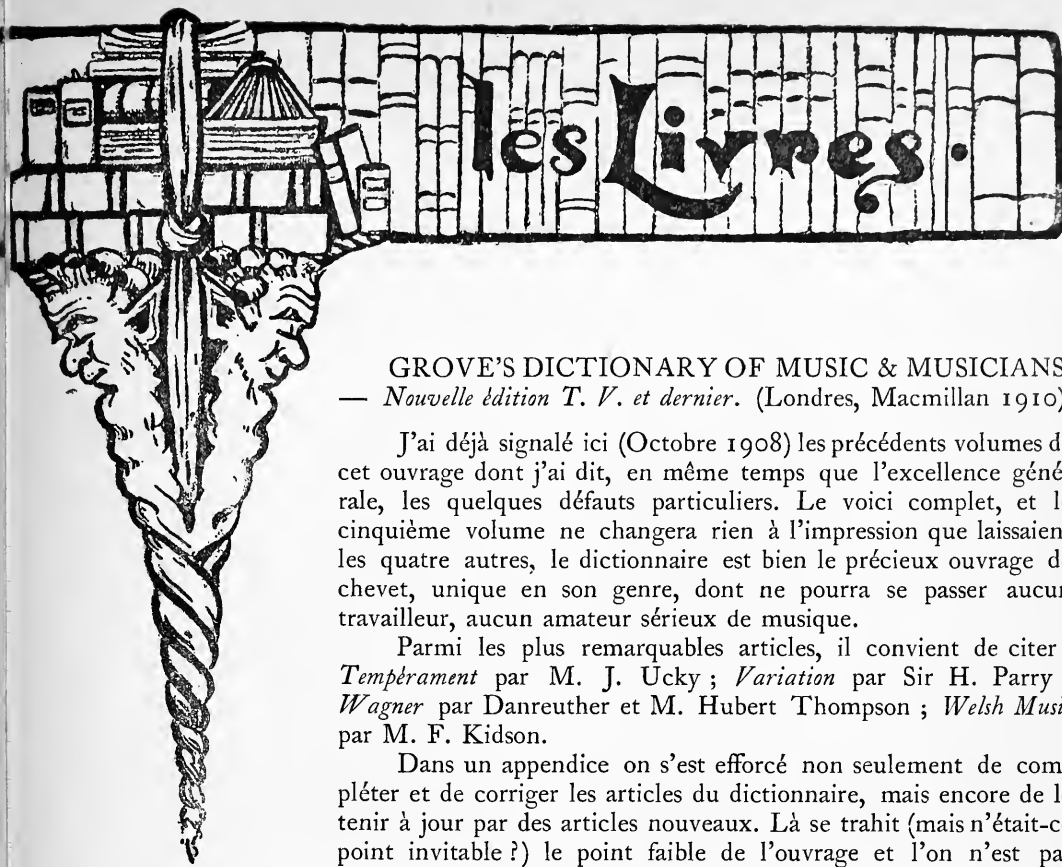 les Livres.
GROVE'S DICTIONARY OF MUSIC & MUSICIANS
— Nouvelle édition T. V. et dernier. (Londres, Macmillan 1910)
J'ai déjà signalé ici (Octobre 1908) les précédents volumes d
cet ouvrage dont j'ai dit, en même temps que l'excellence géné
rale, les quelques défauts particuliers. Le voici complet, et l
cinquième volume ne changera rien à l'impression que laissaien
les quatre autres, le dictionnaire est bien le précieux ouvrage d
chevet, unique en son genre, dont ne pourra se passer aucun
travailleur, aucun amateur sérieux de musique.
Parmi les plus remarquables articles, il convient de citer
Tempérament par M. J. Ucky ; Variation par Sir H. Parry
Wagner par Danreuther et M. Hubert Thompson ; Welsh Musi
par M. F. Kidson.
Dans un appendice on s'est efforcé non seulement de com
pléter et de corriger les articles du dictionnaire, mais encore de l
tenir à jour par des articles nouveaux. Là se trahit (mais n'était-c
point invitable ?) le point faible de l'ouvrage et l'on n'est pa